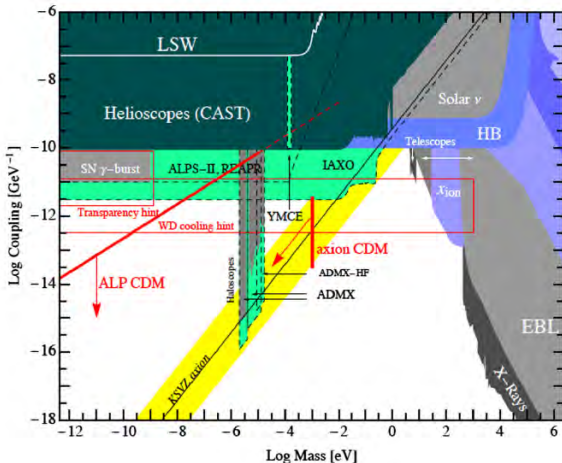 -6
-8
-10
-12
-14
-16
-18
Log Coupling [GeV⁻¹]
LSW
Helioscopes (CAST)
Solar ν
HB
Telescopes
SN γ-burst
ALPS-II, REAPR
IAXO
x ion
Transparency hint
YMCE
WD cooling hint
axion CDM
ALP CDM
Haloscopes
ADMX-HF
ADMX
EBL
X-Rays
KSVZ axion
-12 -10 -8 -6 -4 -2 0 2 4 6
Log Mass [eV]